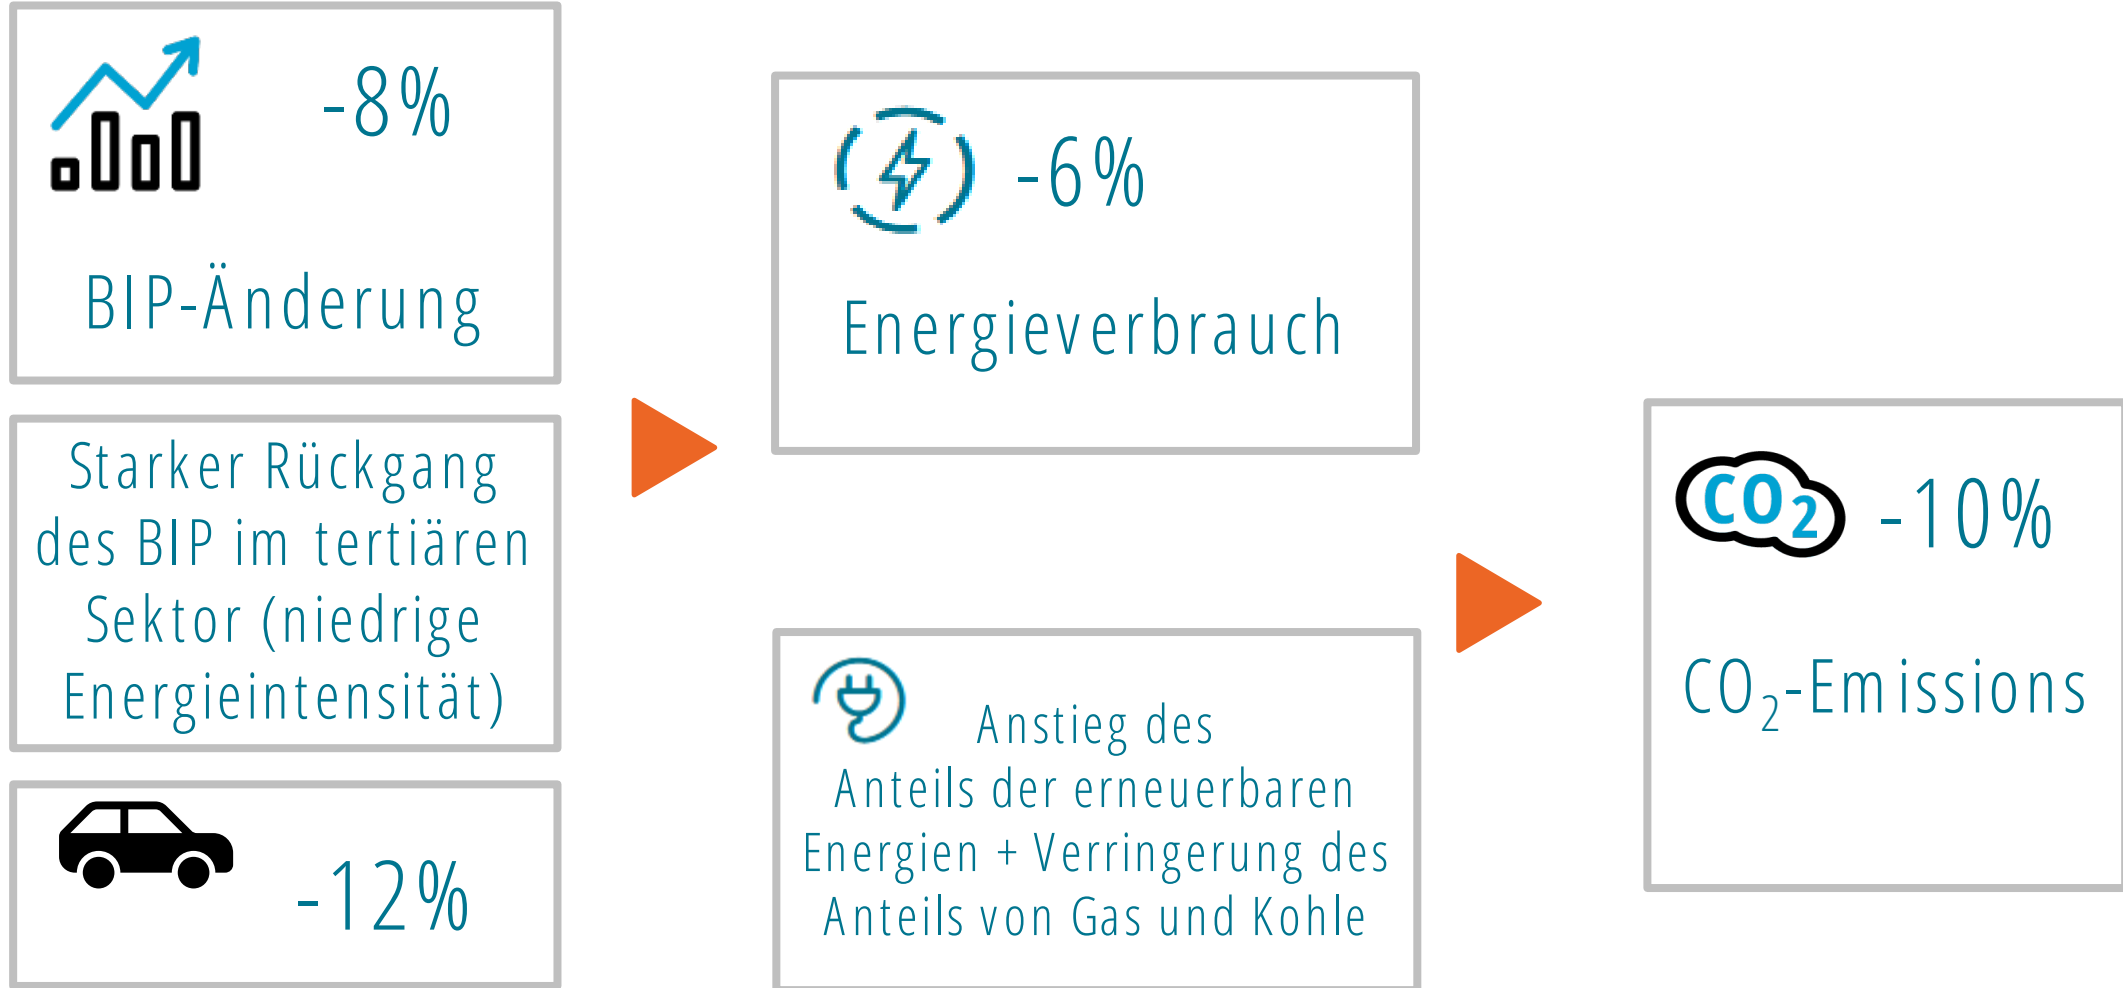 -8%
BIP-Änderung
Starker Rückgang
des BIP im tertiären
Sektor (niedrige
Energieintensität)
-12%
-6%
Energieverbrauch
Anstieg des
Anteils der erneuerbaren
Energien + Verringerung des
Anteils von Gas und Kohle
CO2 -10%
CO₂-Emissions